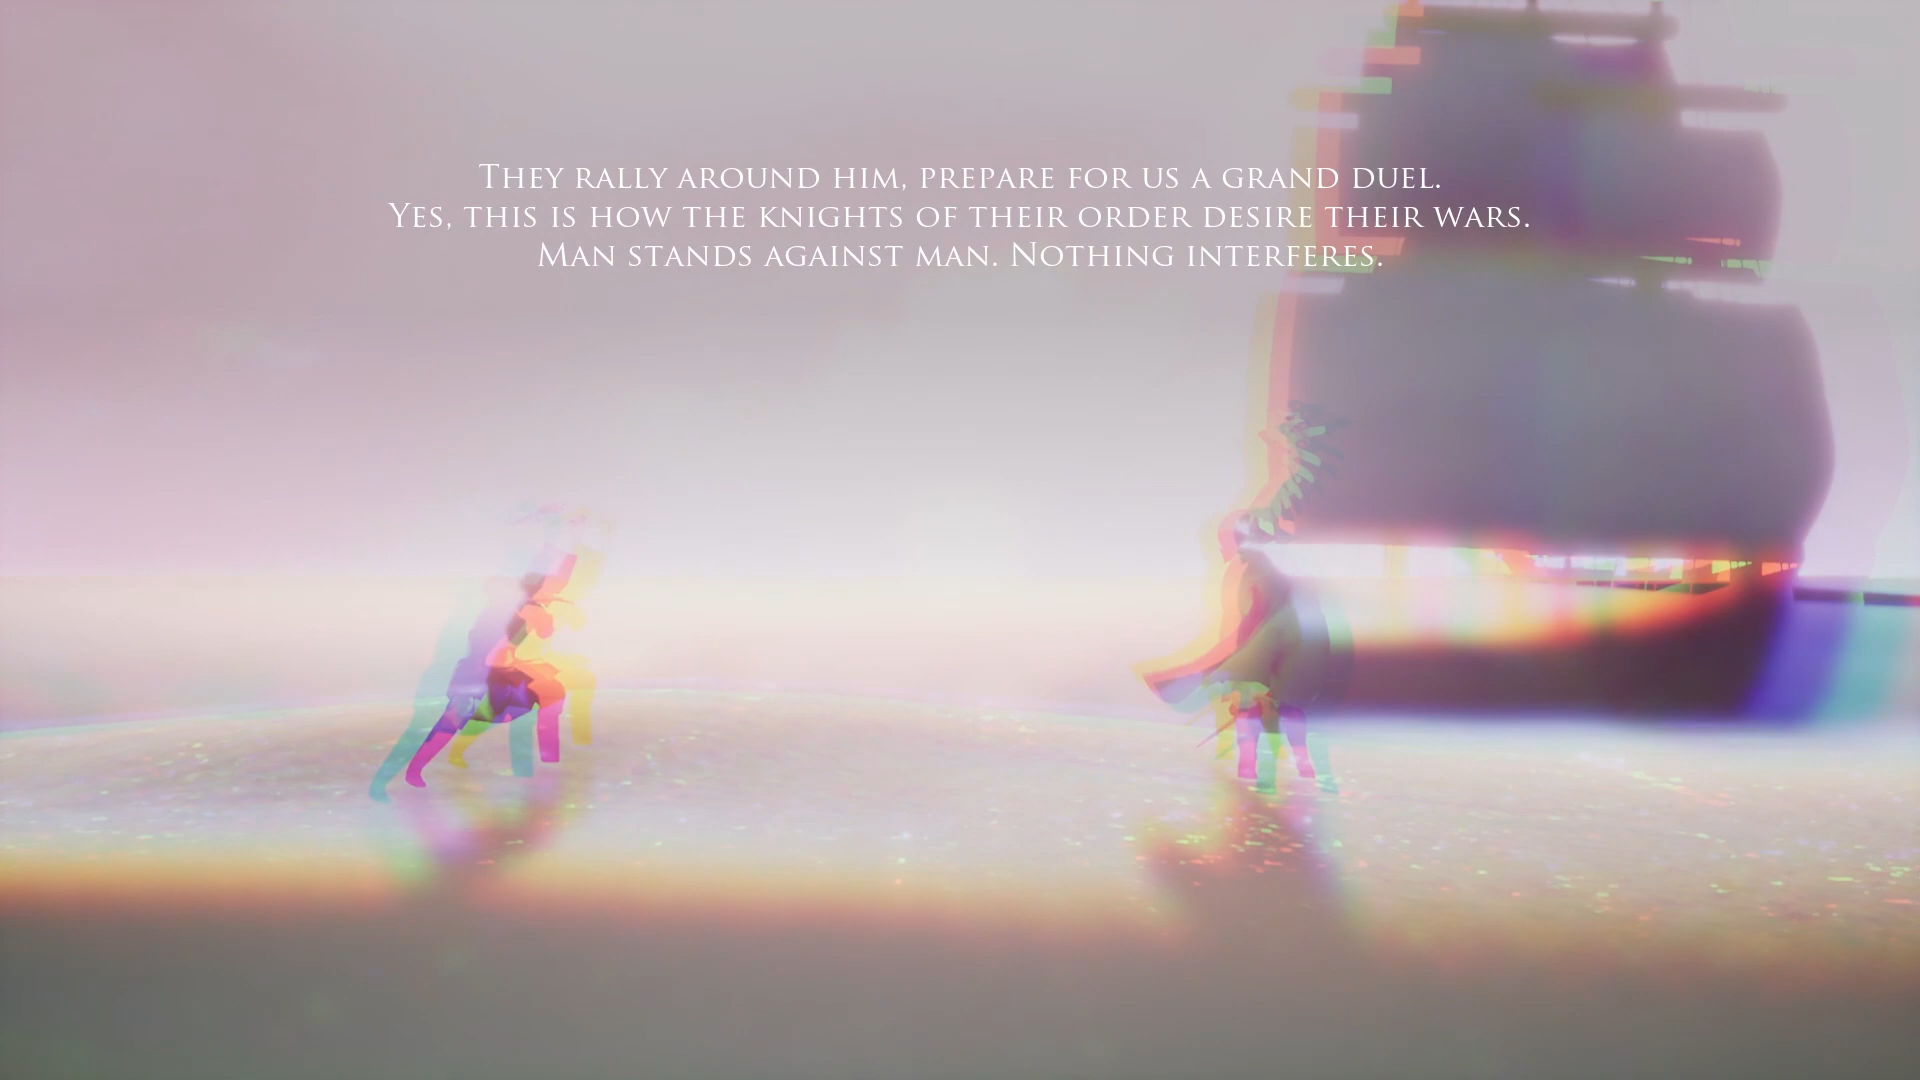 They rally around him, prepare for us a grand duel.
Yes, this is how the knights of their order desire their wars.
Man stands against man. Nothing interferes.